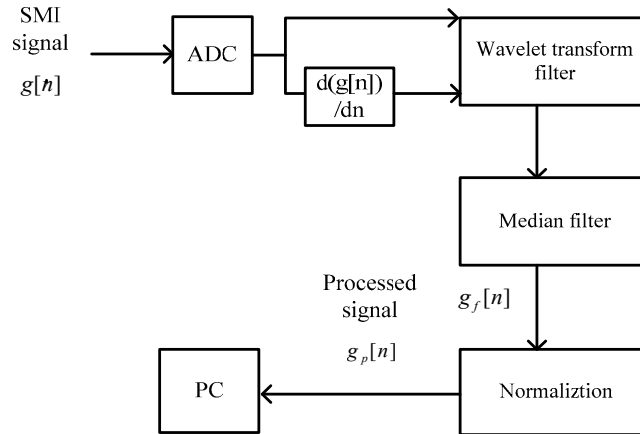 SMI
signal
g[n]
ADC
d(g[n])
/dn
Wavelet transform
filter
Median filter
g_f[n]
Processed
signal
g_p[n]
PC
Normaliztion